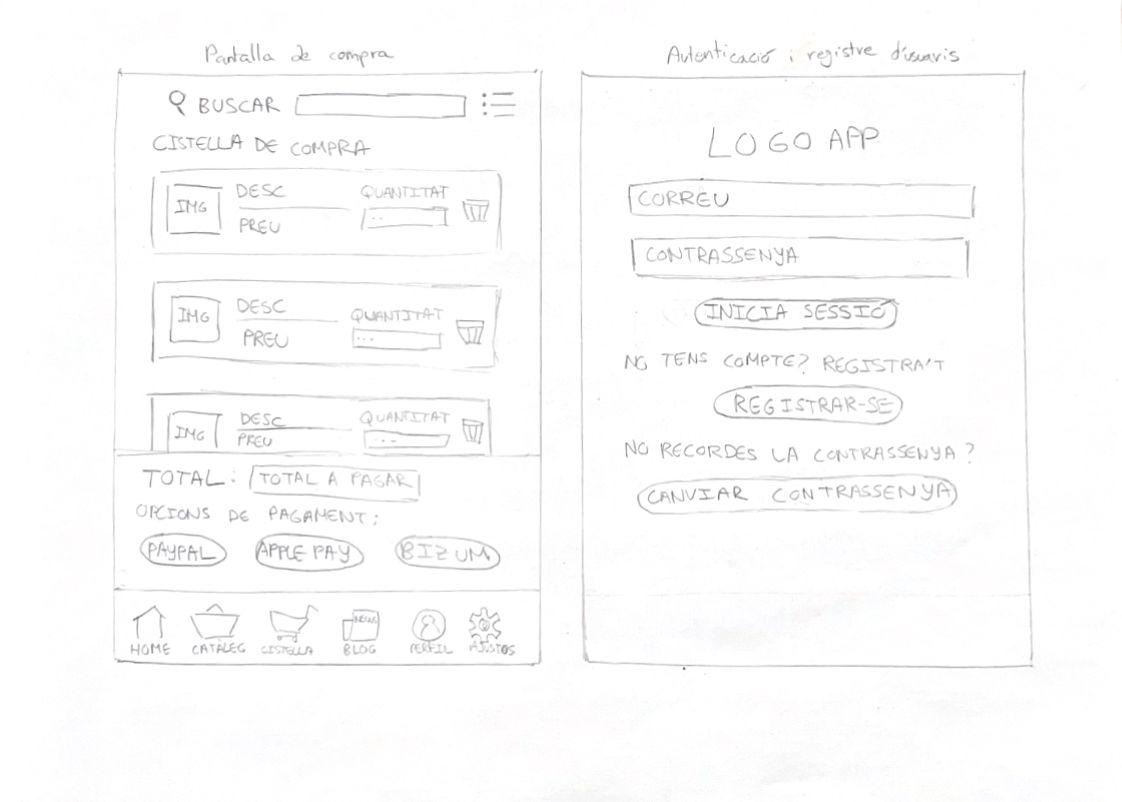 Pantalla de compra
BUSCAR
CISTELLA DE COMPRA
IMG
DESC
PREU
QUANTITAT
..
IMG
DESC
PREU
QUANTITAT
...
IMG
DESC
PREU
QUANTITAT
...
TOTAL: TOTAL A PAGAR
OPCIONS DE PAGAMENT:
PAYPAL APPLE PAY BIZUM
NEWS
HOME CATÀLEG CISTELLA BLOG PERFIL AJUSTOS
Autenticació i registre d'usuaris
LOGO APP
CORREU
CONTRASSENYA
INICIA SESSIÓ
NO TENS COMPTE? REGISTRA'T
REGISTRAR-SE
NO RECORDES LA CONTRASSENYA?
CANVIAR CONTRASSENYA